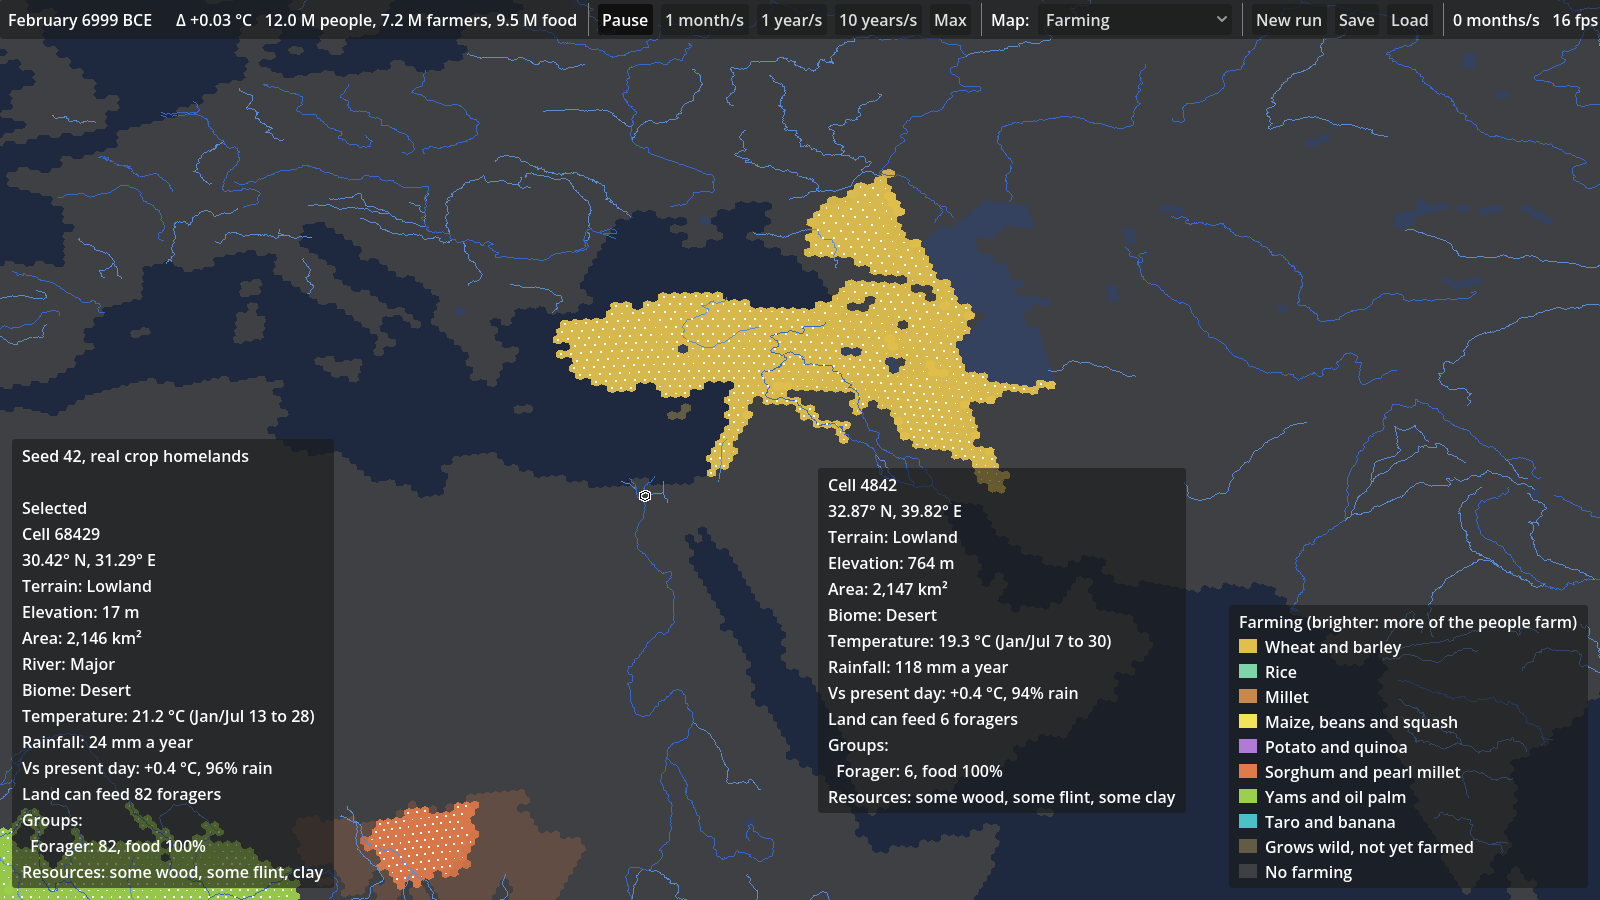 February 6999 BCE Δ +0.03 °C 12.0 M people, 7.2 M farmers, 9.5 M food Pause 1 month/s 1 year/s 10 years/s Max Map: Farming New run Save Load 0 months/s 16 fps
Seed 42, real crop homelands
Selected
Cell 68429
30.42° N, 31.29° E
Terrain: Lowland
Elevation: 17 m
Area: 2,146 km²
River: Major
Biome: Desert
Temperature: 21.2 °C (Jan/Jul 13 to 28)
Rainfall: 24 mm a year
Vs present day: +0.4 °C, 96% rain
Land can feed 82 foragers
Groups:
Forager: 82, food 100%
Resources: some wood, some flint, clay
Cell 4842
32.87° N, 39.82° E
Terrain: Lowland
Elevation: 764 m
Area: 2,147 km²
Biome: Desert
Temperature: 19.3 °C (Jan/Jul 7 to 30)
Rainfall: 118 mm a year
Vs present day: +0.4 °C, 94% rain
Land can feed 6 foragers
Groups:
Forager: 6, food 100%
Resources: some wood, some flint, some clay
Farming (brighter: more of the people farm)
Wheat and barley
Rice
Millet
Maize, beans and squash
Potato and quinoa
Sorghum and pearl millet
Yams and oil palm
Taro and banana
Grows wild, not yet farmed
No farming